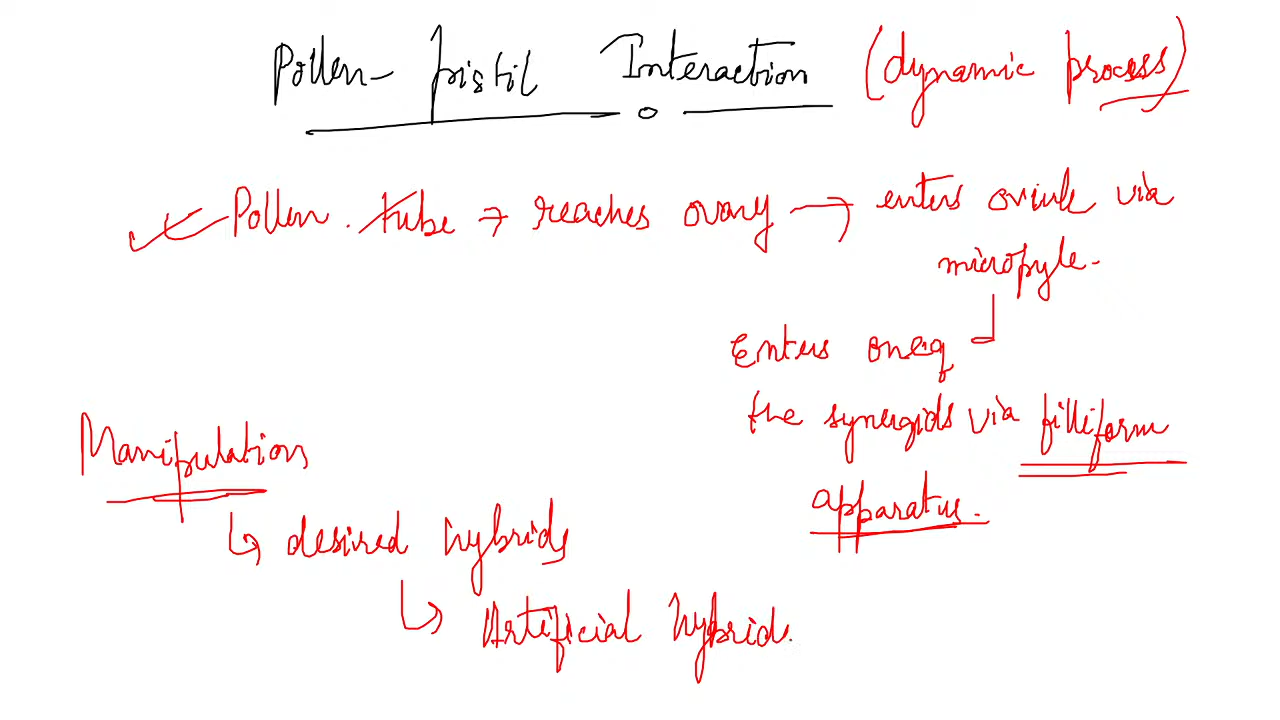 Pollen- pistil Interaction (dynamic process)
Pollen. tube → reaches ovary → enters ovule via
micropyle.
Enters one of
the synergids via filliform
apparatus.
Manipulation
↳ desired hybrids
↳ Artificial hybrid.